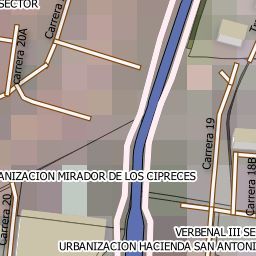 SECTOR
Carrera 20A
Carrera 19
ANIZACION MIRADOR DE LOS CIPRECES
Carrera 18B
Carrera 20
VERBENAL III SE
URBANIZACION HACIENDA SAN ANTONI